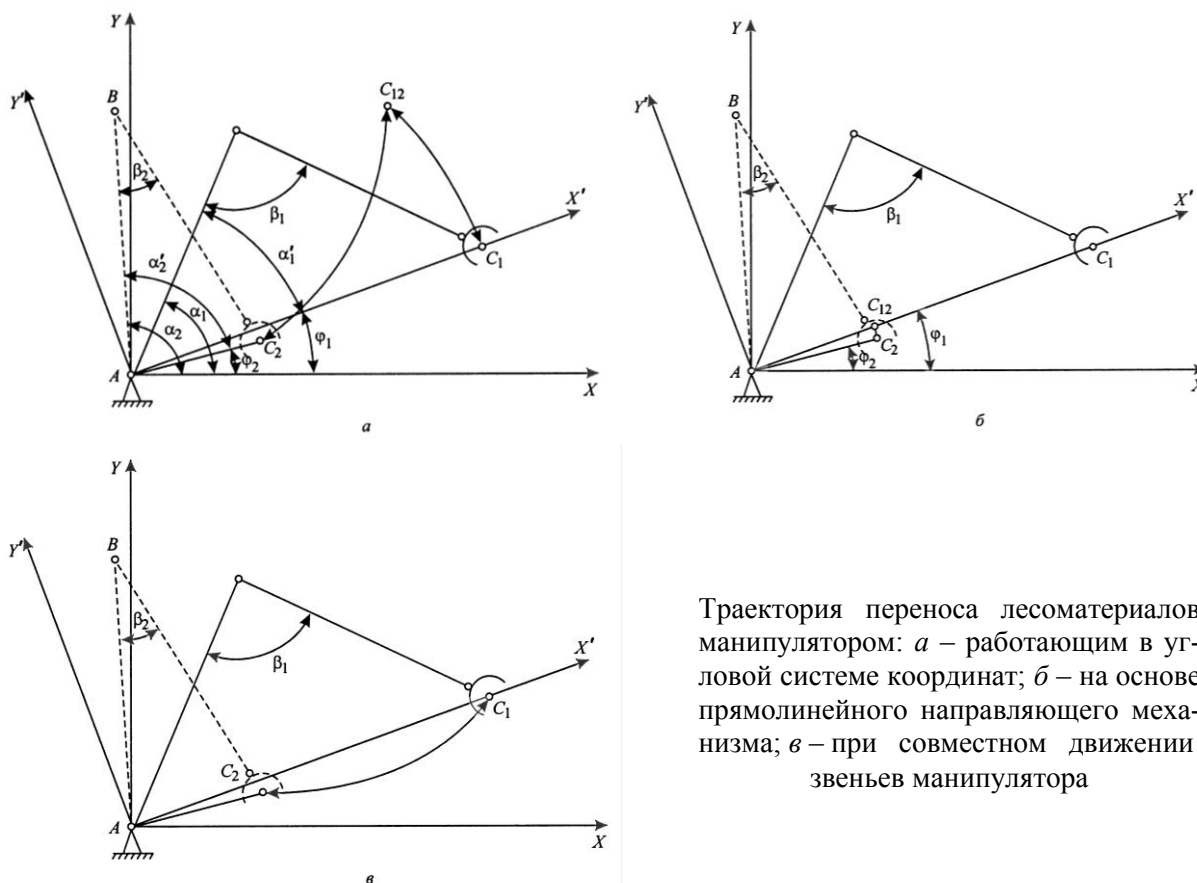 Y
Y'
B
C₁₂
β₂
β₁
X'
α'₁
C₁
α'₂
α₁
α₂
C₂
φ₂
φ₁
A
X
а
Y
Y'
B
β₂
β₁
X'
C₁
C₁₂
C₂
φ₁
φ₂
A
X
б
Y
Y'
B
β₂
β₁
X'
C₁
C₂
A
X
в
Траектория переноса лесоматериалов
манипулятором: а – работающим в уг-
ловой системе координат; б – на основе
прямолинейного направляющего меха-
низма; в – при совместном движении
звеньев манипулятора